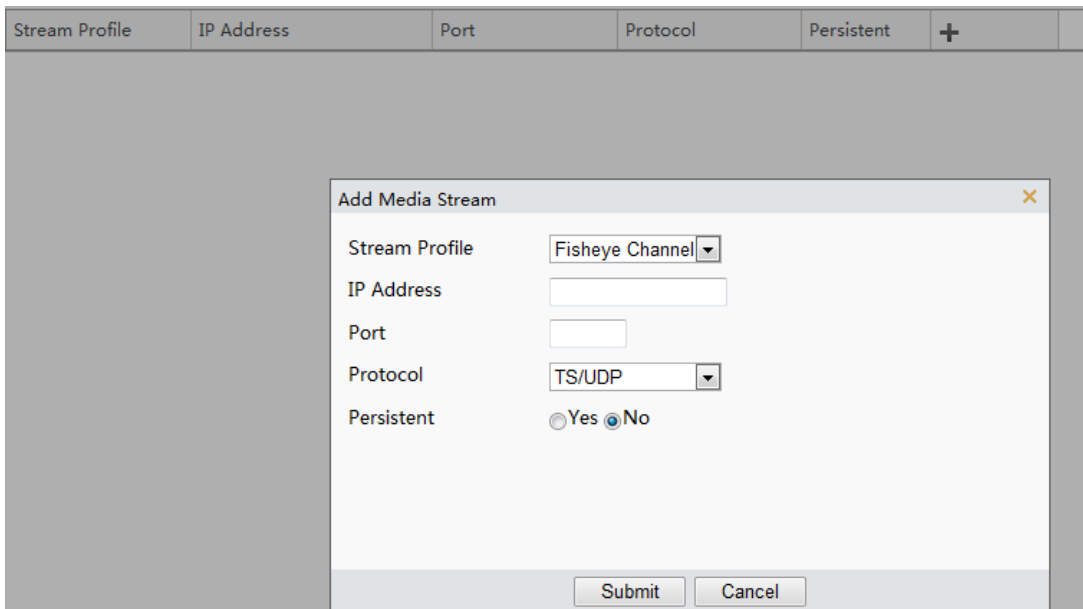 Stream Profile IP Address Port Protocol Persistent +
Add Media Stream ×
Stream Profile Fisheye Channel
IP Address
Port
Protocol TS/UDP
Persistent Yes No
Submit Cancel